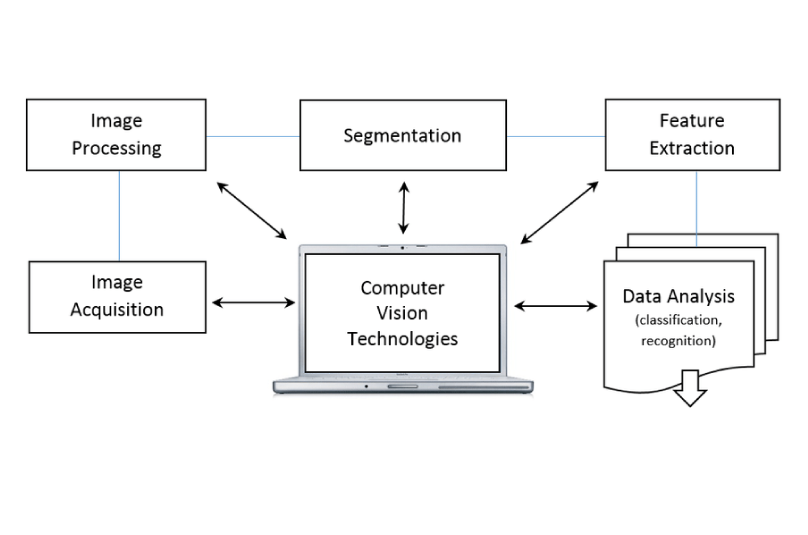 Image
Processing
Segmentation
Feature
Extraction
Image
Acquisition
Computer
Vision
Technologies
Data Analysis
(classification,
recognition)